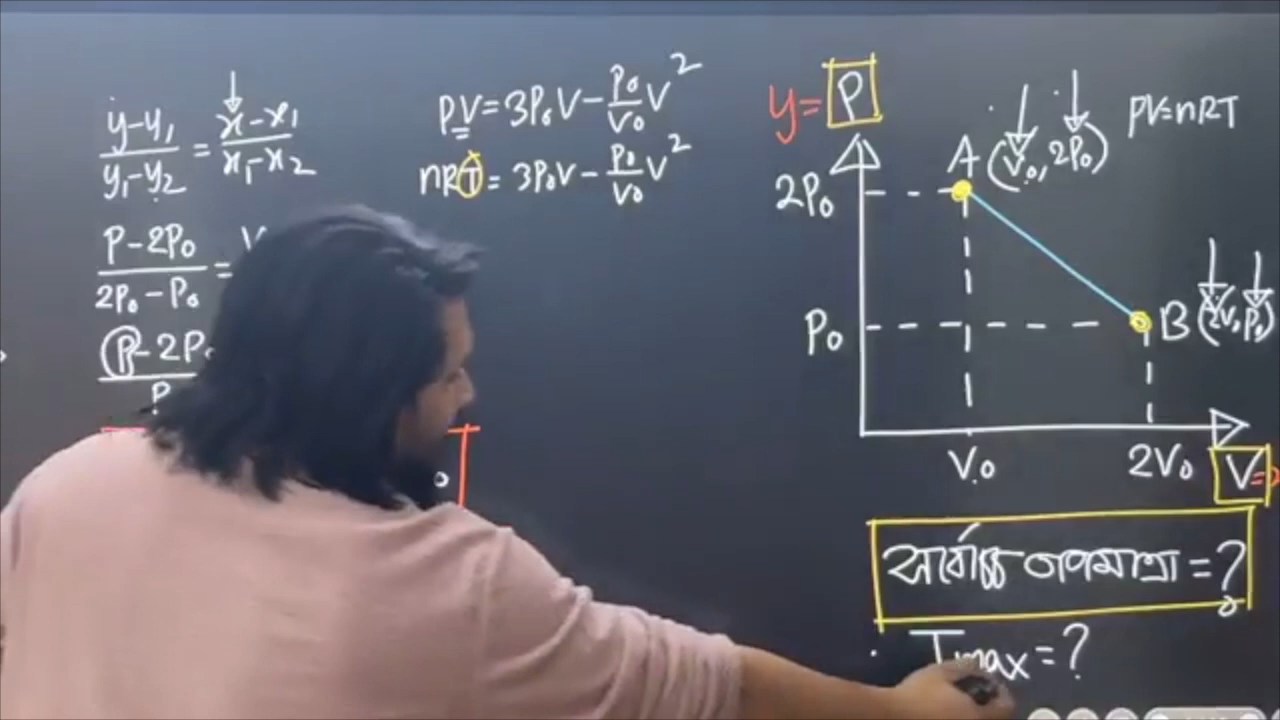 y-y₁/y₁-y₂ = x-x₁/x₁-x₂
P-2P₀/2P₀-P₀ = V
P-2P₀/P
PV = 3P₀V - P₀/V₀ V²
nRT = 3P₀V - P₀/V₀ V²
y = P
PV = nRT
A (V₀, 2P₀)
2P₀
P₀
B (2V₀, P₀)
V₀ 2V₀ V=
সর্বোচ্চ তাপমাত্রা = ?
Tmax = ?